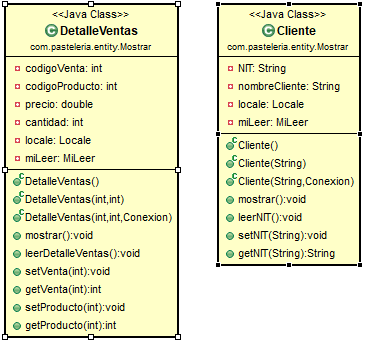 <<Java Class>>
DetalleVentas
com.pasteleria.entity.Mostrar
codigoVenta: int
codigoProducto: int
precio: double
cantidad: int
locale: Locale
miLeer: MiLeer
DetalleVentas()
DetalleVentas(int,int)
DetalleVentas(int,int,Conexion)
mostrar():void
leerDetalleVentas():void
setVenta(int):void
getVenta(int):int
setProducto(int):void
getProducto(int):int
<<Java Class>>
Cliente
com.pasteleria.entity.Mostrar
NIT: String
nombreCliente: String
locale: Locale
miLeer: MiLeer
Cliente()
Cliente(String)
Cliente(String,Conexion)
mostrar():void
leerNIT():void
setNIT(String):void
getNIT(String):String